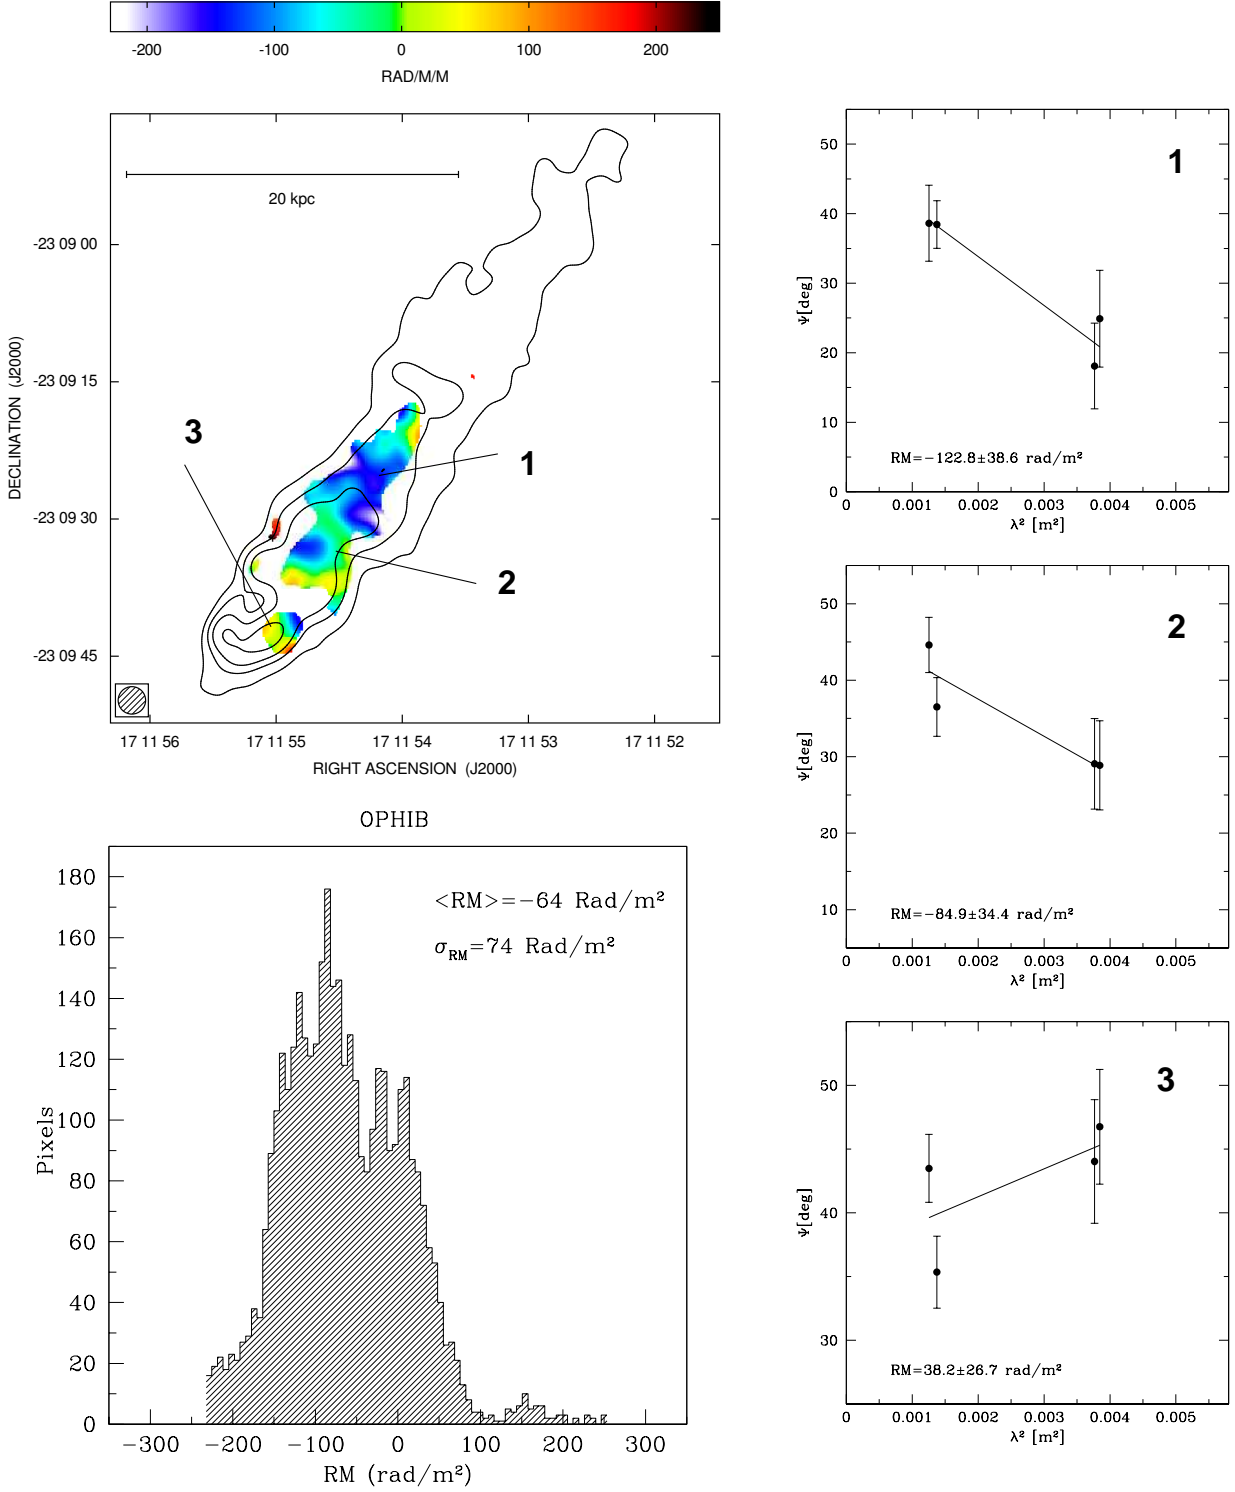 -200 -100 0 100 200
RAD/M/M
20 kpc
-23 09 00
-23 09 15
-23 09 30
-23 09 45
DECLINATION (J2000)
3
1
2
17 11 56 17 11 55 17 11 54 17 11 53 17 11 52
RIGHT ASCENSION (J2000)
OPHIB
<RM>=−64 Rad/m²
σRM=74 Rad/m²
180
160
140
120
100
80
60
40
20
0
Pixels
−300 −200 −100 0 100 200 300
RM (rad/m²)
1
50
40
30
20
10
0
Ψ[deg]
RM=−122.8±38.6 rad/m²
0 0.001 0.002 0.003 0.004 0.005
λ² [m²]
2
50
40
30
20
10
Ψ[deg]
RM=−84.9±34.4 rad/m²
0 0.001 0.002 0.003 0.004 0.005
λ² [m²]
3
50
40
30
Ψ[deg]
RM=38.2±26.7 rad/m²
0 0.001 0.002 0.003 0.004 0.005
λ² [m²]